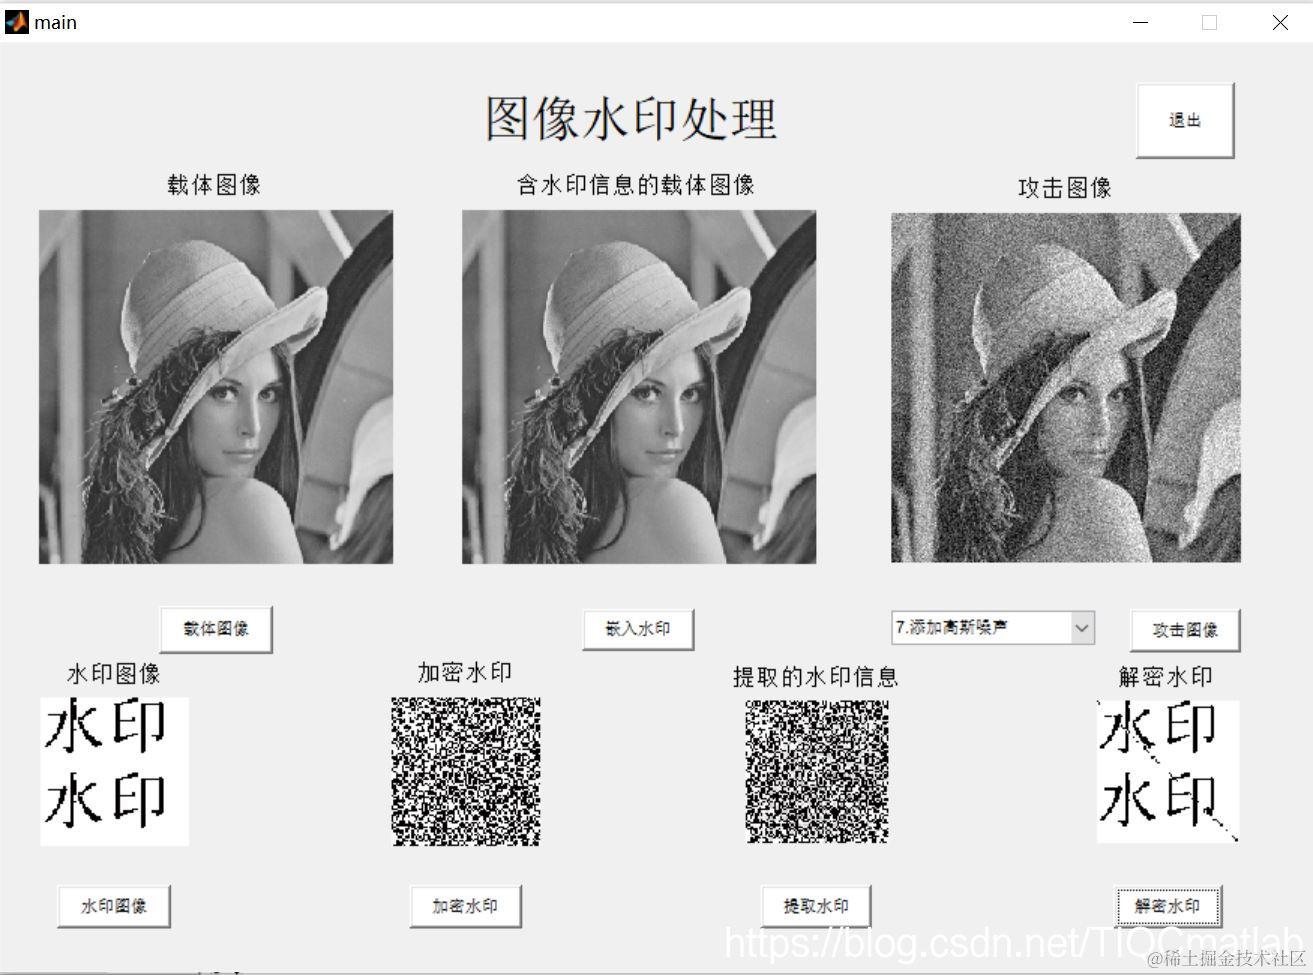 main
图像水印处理
退出
载体图像
含水印信息的载体图像
攻击图像
载体图像
嵌入水印
7.添加高斯噪声
攻击图像
水印图像
加密水印
提取的水印信息
解密水印
水印
水印
水印
水印
水印图像
加密水印
提取水印
解密水印
https://blog.csdn.net/TIQCmatlab
@稀土掘金技术社区